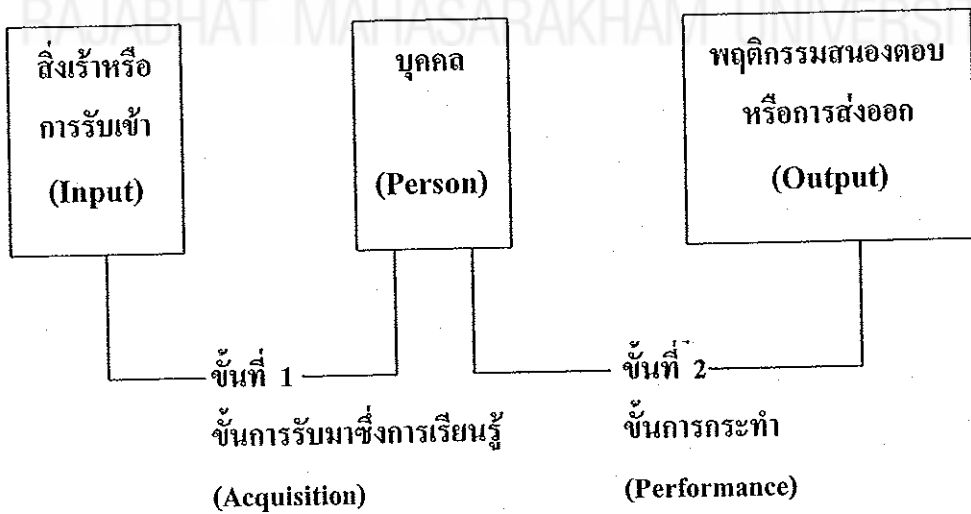 RAJABHAT MAHASARAKHAM UNIVERSI
สิ่งเร้าหรือ
การรับเข้า
(Input)
บุคคล
(Person)
พฤติกรรมสนองตอบ
หรือการส่งออก
(Output)
ขั้นที่ 1
ขั้นการรับมาซึ่งการเรียนรู้
(Acquisition)
ขั้นที่ 2
ขั้นการกระทำ
(Performance)